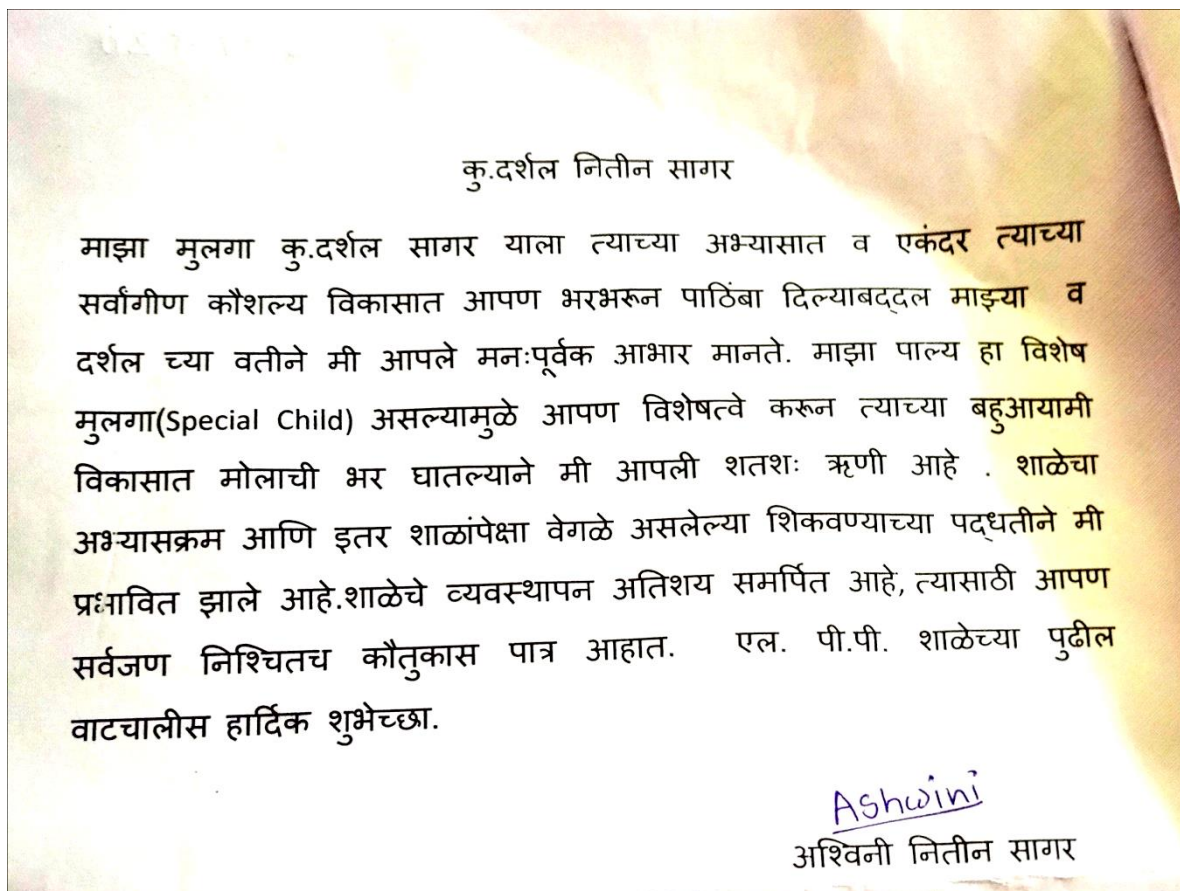 कु.दर्शल नितीन सागर
माझा मुलगा कु.दर्शल सागर याला त्याच्या अभ्यासात व एकंदर त्याच्या
सर्वांगीण कौशल्य विकासात आपण भरभरून पाठिंबा दिल्याबद्दल माझ्या व
दर्शल च्या वतीने मी आपले मनःपूर्वक आभार मानते. माझा पाल्य हा विशेष
मुलगा(Special Child) असल्यामुळे आपण विशेषत्वे करून त्याच्या बहुआयामी
विकासात मोलाची भर घातल्याने मी आपली शतशः ऋणी आहे . शाळेचा
अभ्यासक्रम आणि इतर शाळांपेक्षा वेगळे असलेल्या शिकवण्याच्या पद्धतीने मी
प्रभावित झाले आहे.शाळेचे व्यवस्थापन अतिशय समर्पित आहे, त्यासाठी आपण
सर्वजण निश्चितच कौतुकास पात्र आहात. एल. पी.पी. शाळेच्या पुढील
वाटचालीस हार्दिक शुभेच्छा.
Ashwini
अश्विनी नितीन सागर